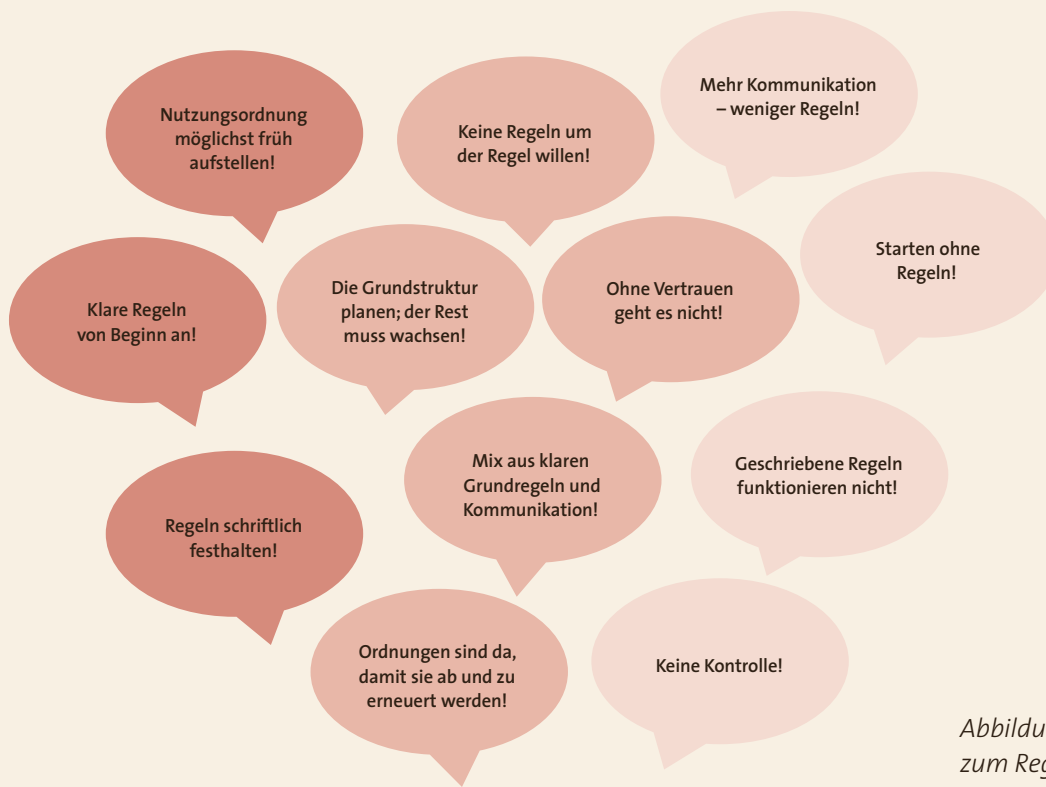 Nutzungsordnung
möglichst früh
aufstellen!
Keine Regeln um
der Regel willen!
Mehr Kommunikation
– weniger Regeln!
Klare Regeln
von Beginn an!
Die Grundstruktur
planen; der Rest
muss wachsen!
Ohne Vertrauen
geht es nicht!
Starten ohne
Regeln!
Regeln schriftlich
festhalten!
Mix aus klaren
Grundregeln und
Kommunikation!
Geschriebene Regeln
funktionieren nicht!
Ordnungen sind da,
damit sie ab und zu
erneuert werden!
Keine Kontrolle!
Abbildu
zum Reg